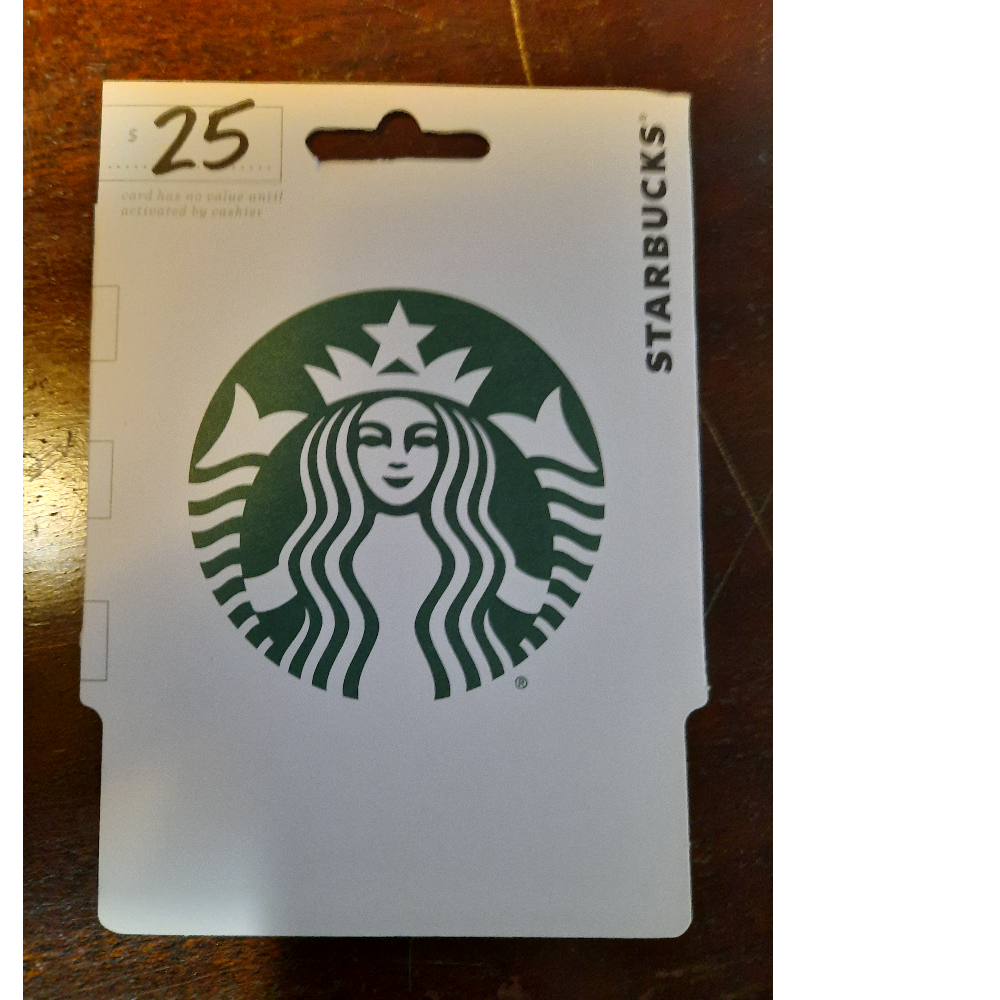 $ 25
card has no value until
activated by cashier
STARBUCKS®
®